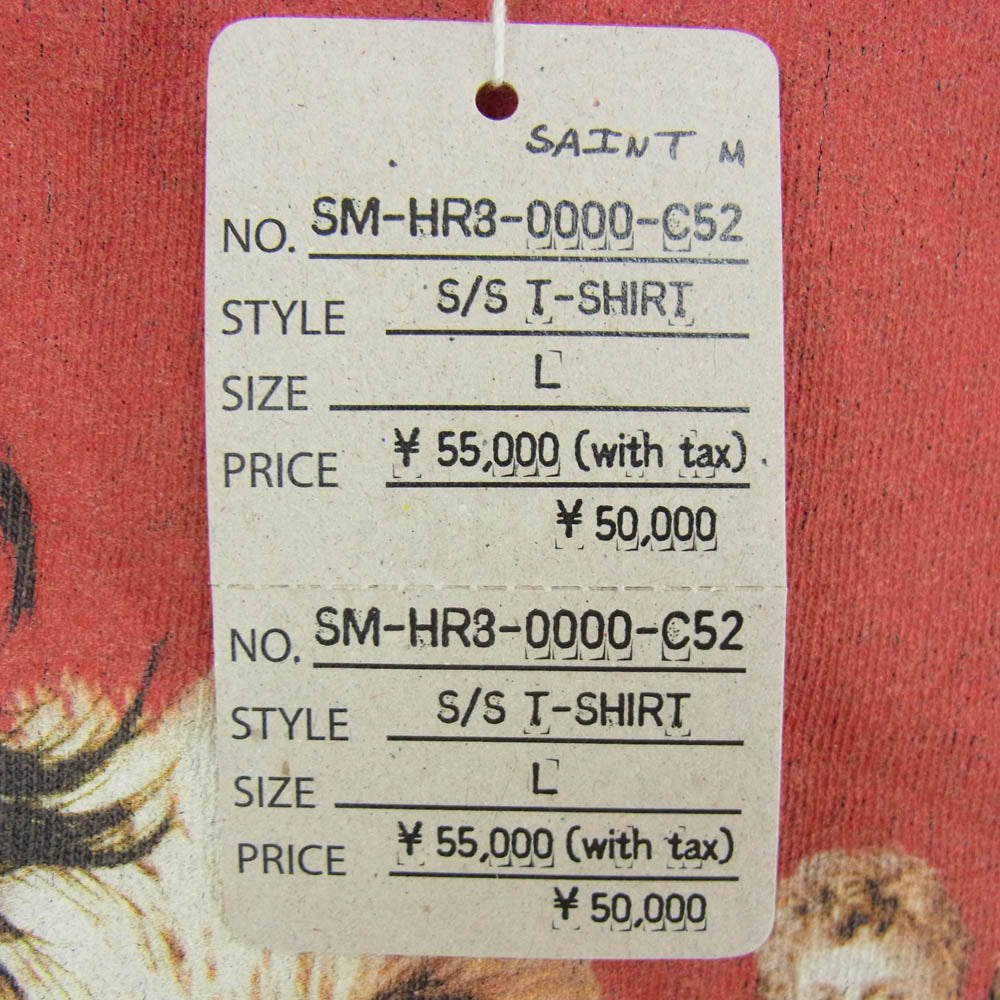 SAINT M
NO. SM-HR3-0000-C52
STYLE S/S T-SHIRT
SIZE L
PRICE ¥ 55,000 (with tax)
¥ 50,000
NO. SM-HR3-0000-C52
STYLE S/S T-SHIRT
SIZE L
PRICE ¥ 55,000 (with tax)
¥ 50,000